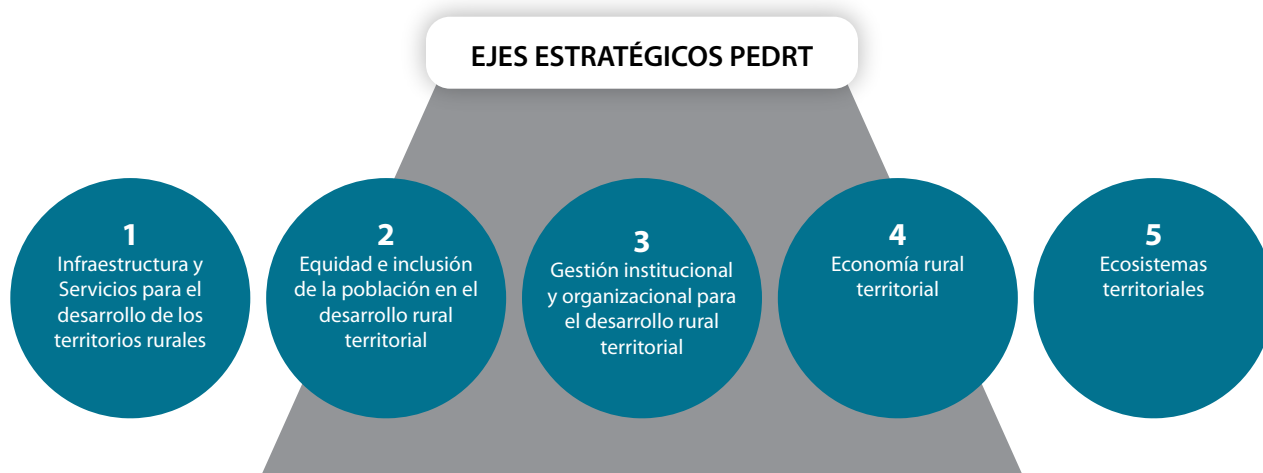 EJES ESTRATÉGICOS PEDRT
1
Infraestructura y
Servicios para el
desarrollo de los
territorios rurales
2
Equidad e inclusión
de la población en el
desarrollo rural
territorial
3
Gestión institucional
y organizacional para
el desarrollo rural
territorial
4
Economía rural
territorial
5
Ecosistemas
territoriales